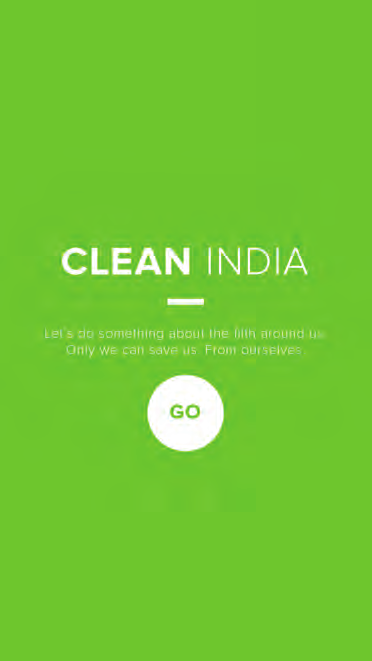 CLEAN INDIA
Let's do something about the filth around us.
Only we can save us. From ourselves.
GO